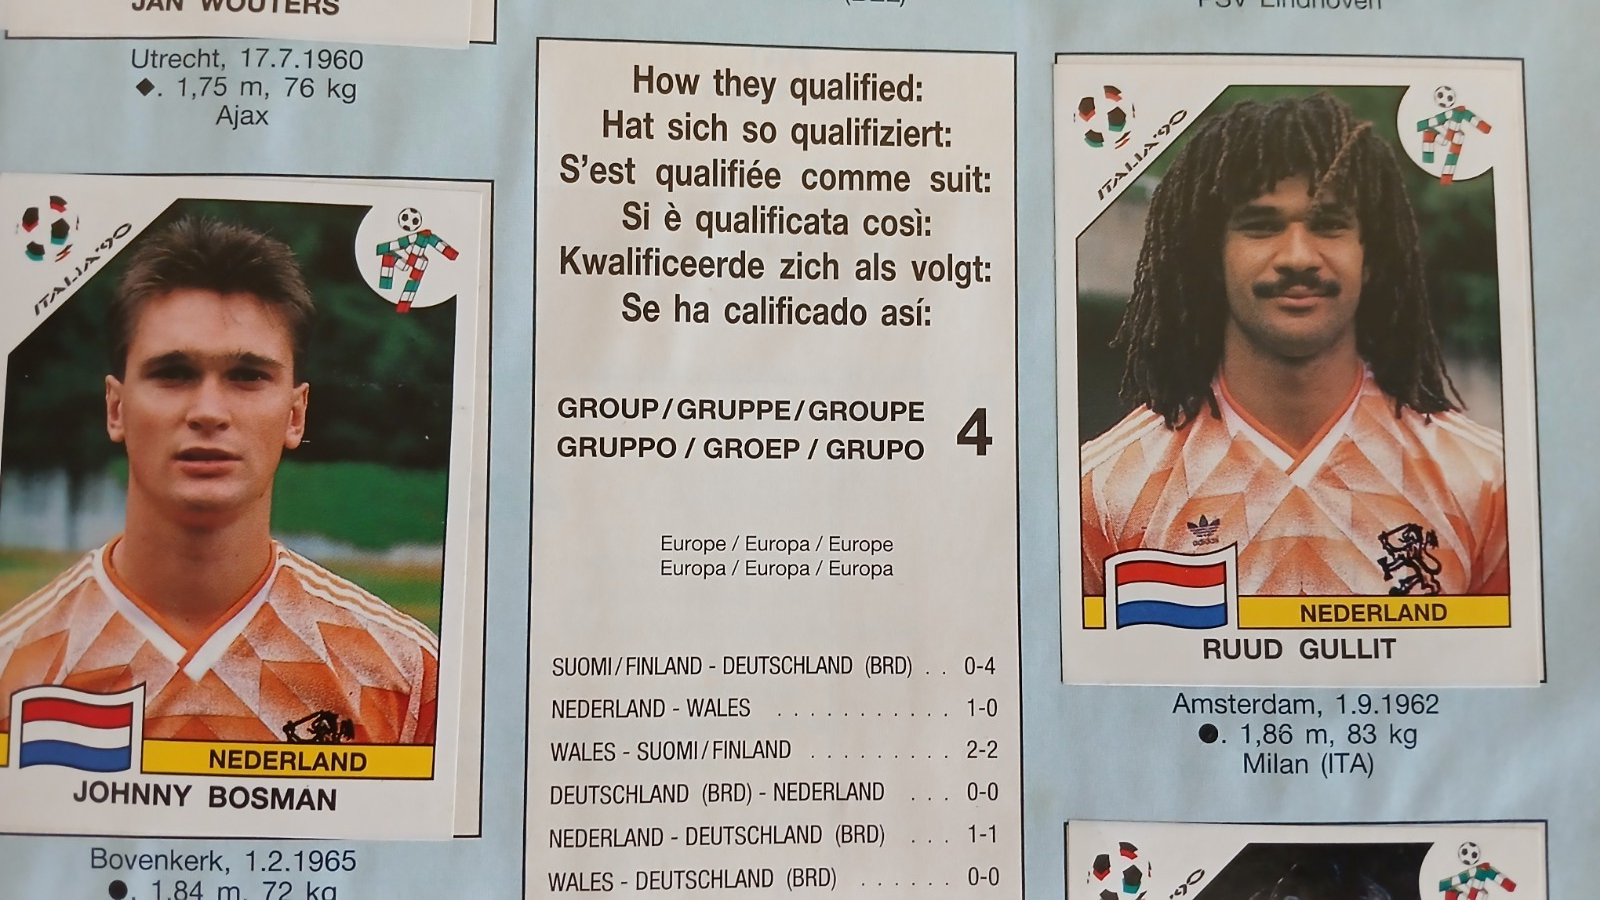 JAN WOUTERS
Utrecht, 17.7.1960
◆. 1,75 m, 76 kg
Ajax
ITALIA'90
NEDERLAND
JOHNNY BOSMAN
Bovenkerk, 1.2.1965
●. 1,84 m, 72 kg
How they qualified:
Hat sich so qualifiziert:
S'est qualifiée comme suit:
Si è qualificata così:
Kwalificeerde zich als volgt:
Se ha calificado así:
GROUP/GRUPPE/GROUPE
GRUPPO / GROEP / GRUPO
4
Europe / Europa / Europe
Europa / Europa / Europa
SUOMI/FINLAND - DEUTSCHLAND (BRD) . . 0-4
NEDERLAND - WALES . . . . . . . . . . . 1-0
WALES - SUOMI/FINLAND . . . . . . . . . 2-2
DEUTSCHLAND (BRD) - NEDERLAND . . . 0-0
NEDERLAND - DEUTSCHLAND (BRD) . . . 1-1
WALES - DEUTSCHLAND (BRD) . . . . . . 0-0
PSV Eindhoven
ITALIA'90
adidas
NEDERLAND
RUUD GULLIT
Amsterdam, 1.9.1962
●. 1,86 m, 83 kg
Milan (ITA)
'90